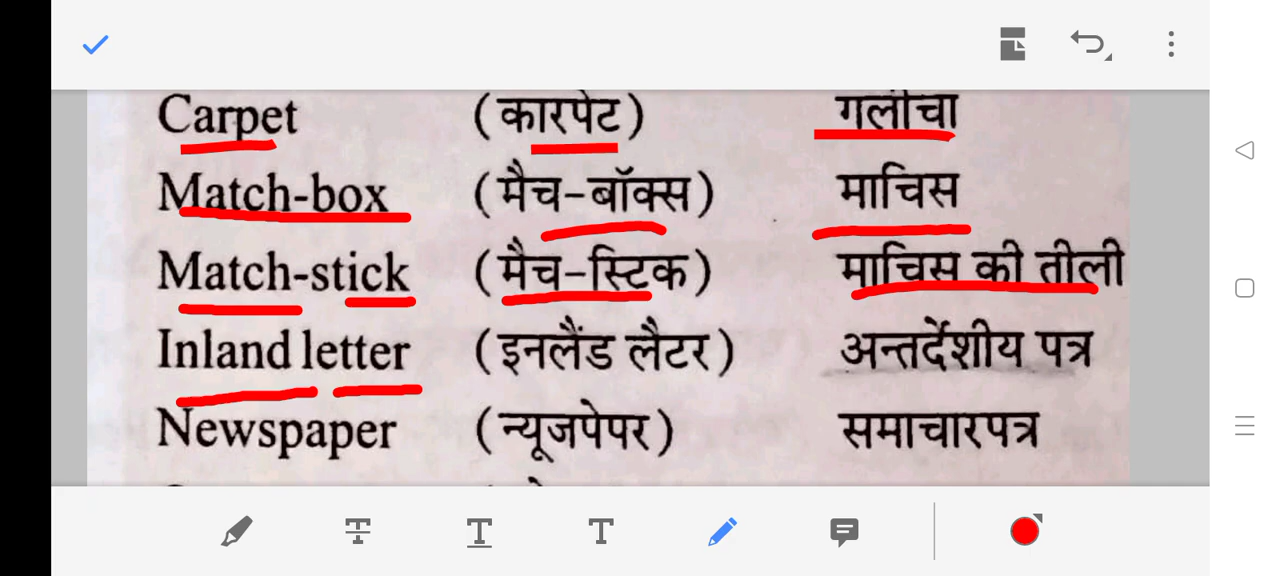 Carpet (कारपेट) गलीचा
Match-box (मैच-बॉक्स) माचिस
Match-stick (मैच-स्टिक) माचिस की तीली
Inland letter (इनलैंड लैटर) अन्तर्देशीय पत्र
Newspaper (न्यूजपेपर) समाचारपत्र
T T T